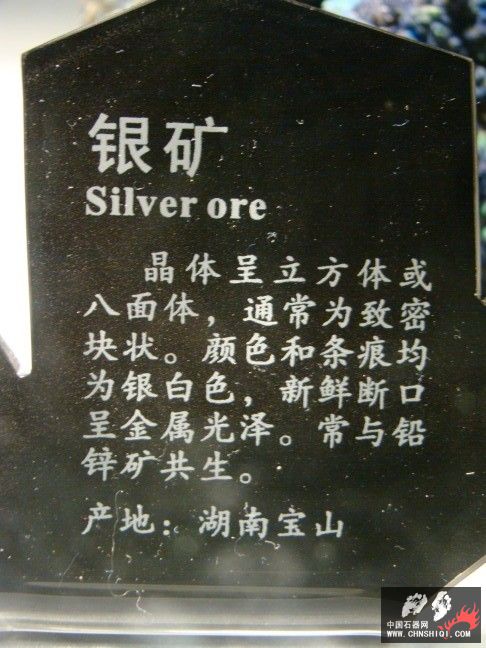 银矿
Silver ore
晶体呈立方体或
八面体，通常为致密
块状。颜色和条痕均
为银白色，新鲜断口
呈金属光泽。常与铅
锌矿共生。
产地：湖南宝山
中国石器网
WWW.CHNSHIQI.COM